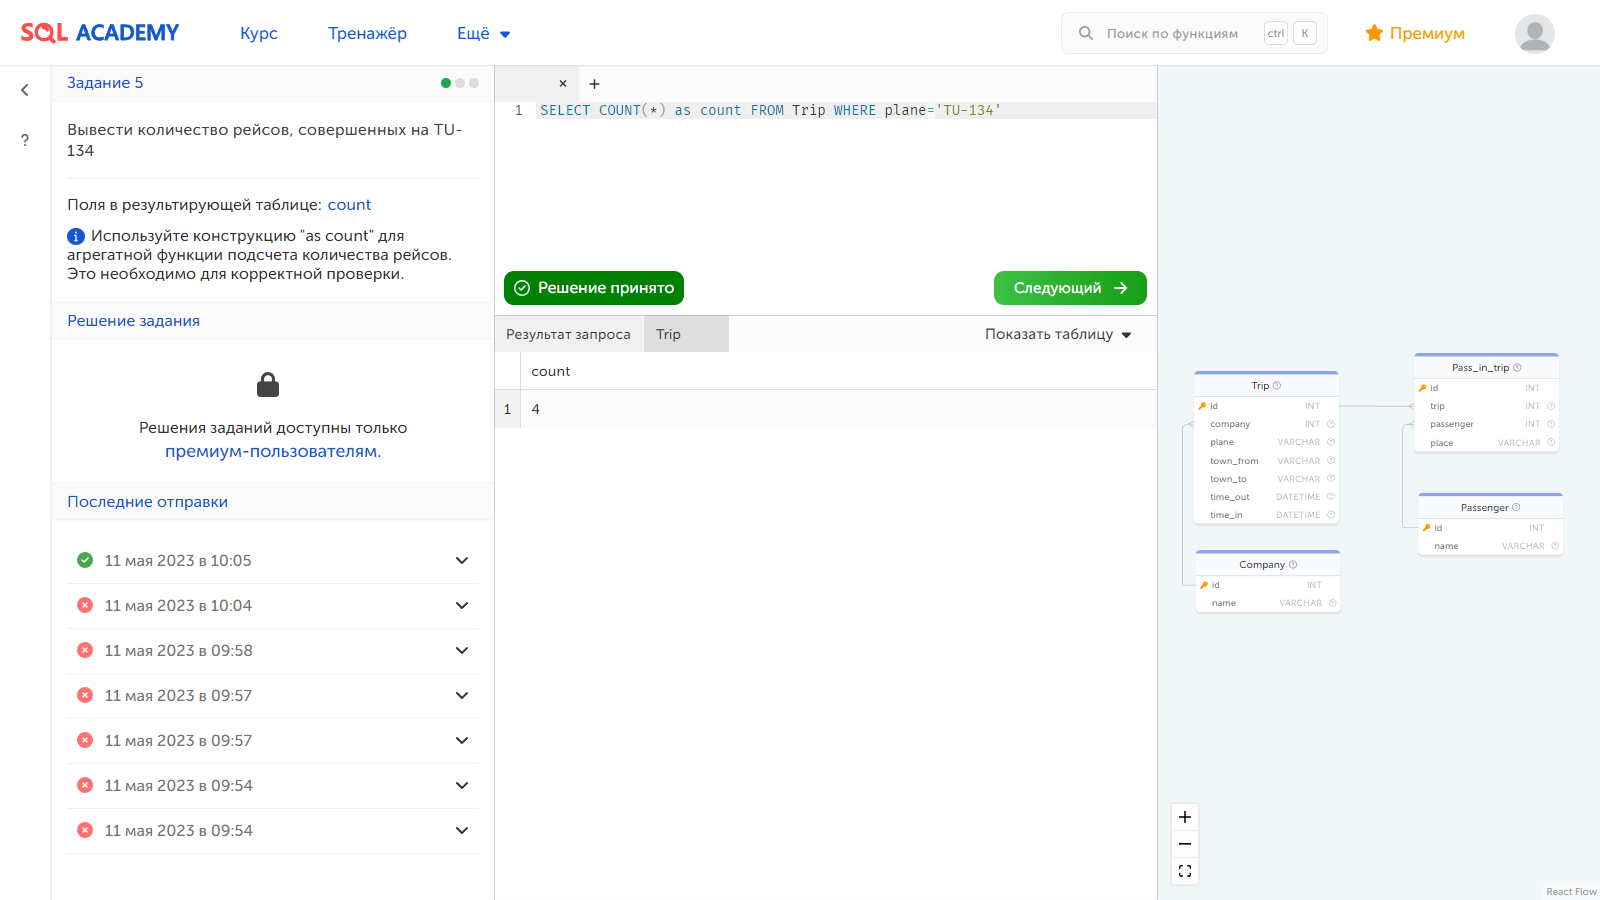 SQL ACADEMY
Курс
Тренажёр
Ещё
Поиск по функциям
ctrl
K
Премиум
Задание 5
?
Вывести количество рейсов, совершенных на TU-
134
Поля в результирующей таблице: count
Используйте конструкцию "as count" для
агрегатной функции подсчета количества рейсов.
Это необходимо для корректной проверки.
Решение задания
Решения заданий доступны только
премиум-пользователям.
Последние отправки
11 мая 2023 в 10:05
11 мая 2023 в 10:04
11 мая 2023 в 09:58
11 мая 2023 в 09:57
11 мая 2023 в 09:57
11 мая 2023 в 09:54
11 мая 2023 в 09:54
1 SELECT COUNT(*) as count FROM Trip WHERE plane='TU-134'
Решение принято
Следующий
Результат запроса
Trip
Показать таблицу
count
1 4
Trip
id INT
company INT
plane VARCHAR
town_from VARCHAR
town_to VARCHAR
time_out DATETIME
time_in DATETIME
Company
id INT
name VARCHAR
Pass_in_trip
id INT
trip INT
passenger INT
place VARCHAR
Passenger
id INT
name VARCHAR
React Flow